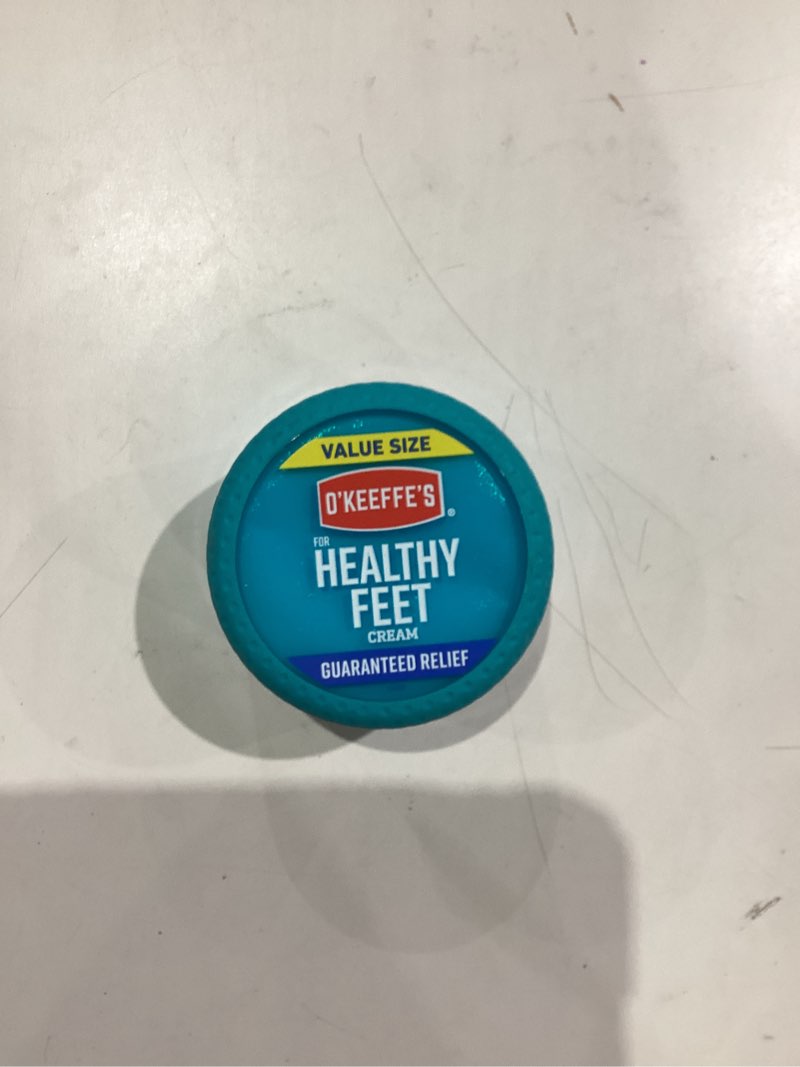 VALUE SIZE
O'KEEFFE'S®
FOR
HEALTHY
FEET
CREAM
GUARANTEED RELIEF